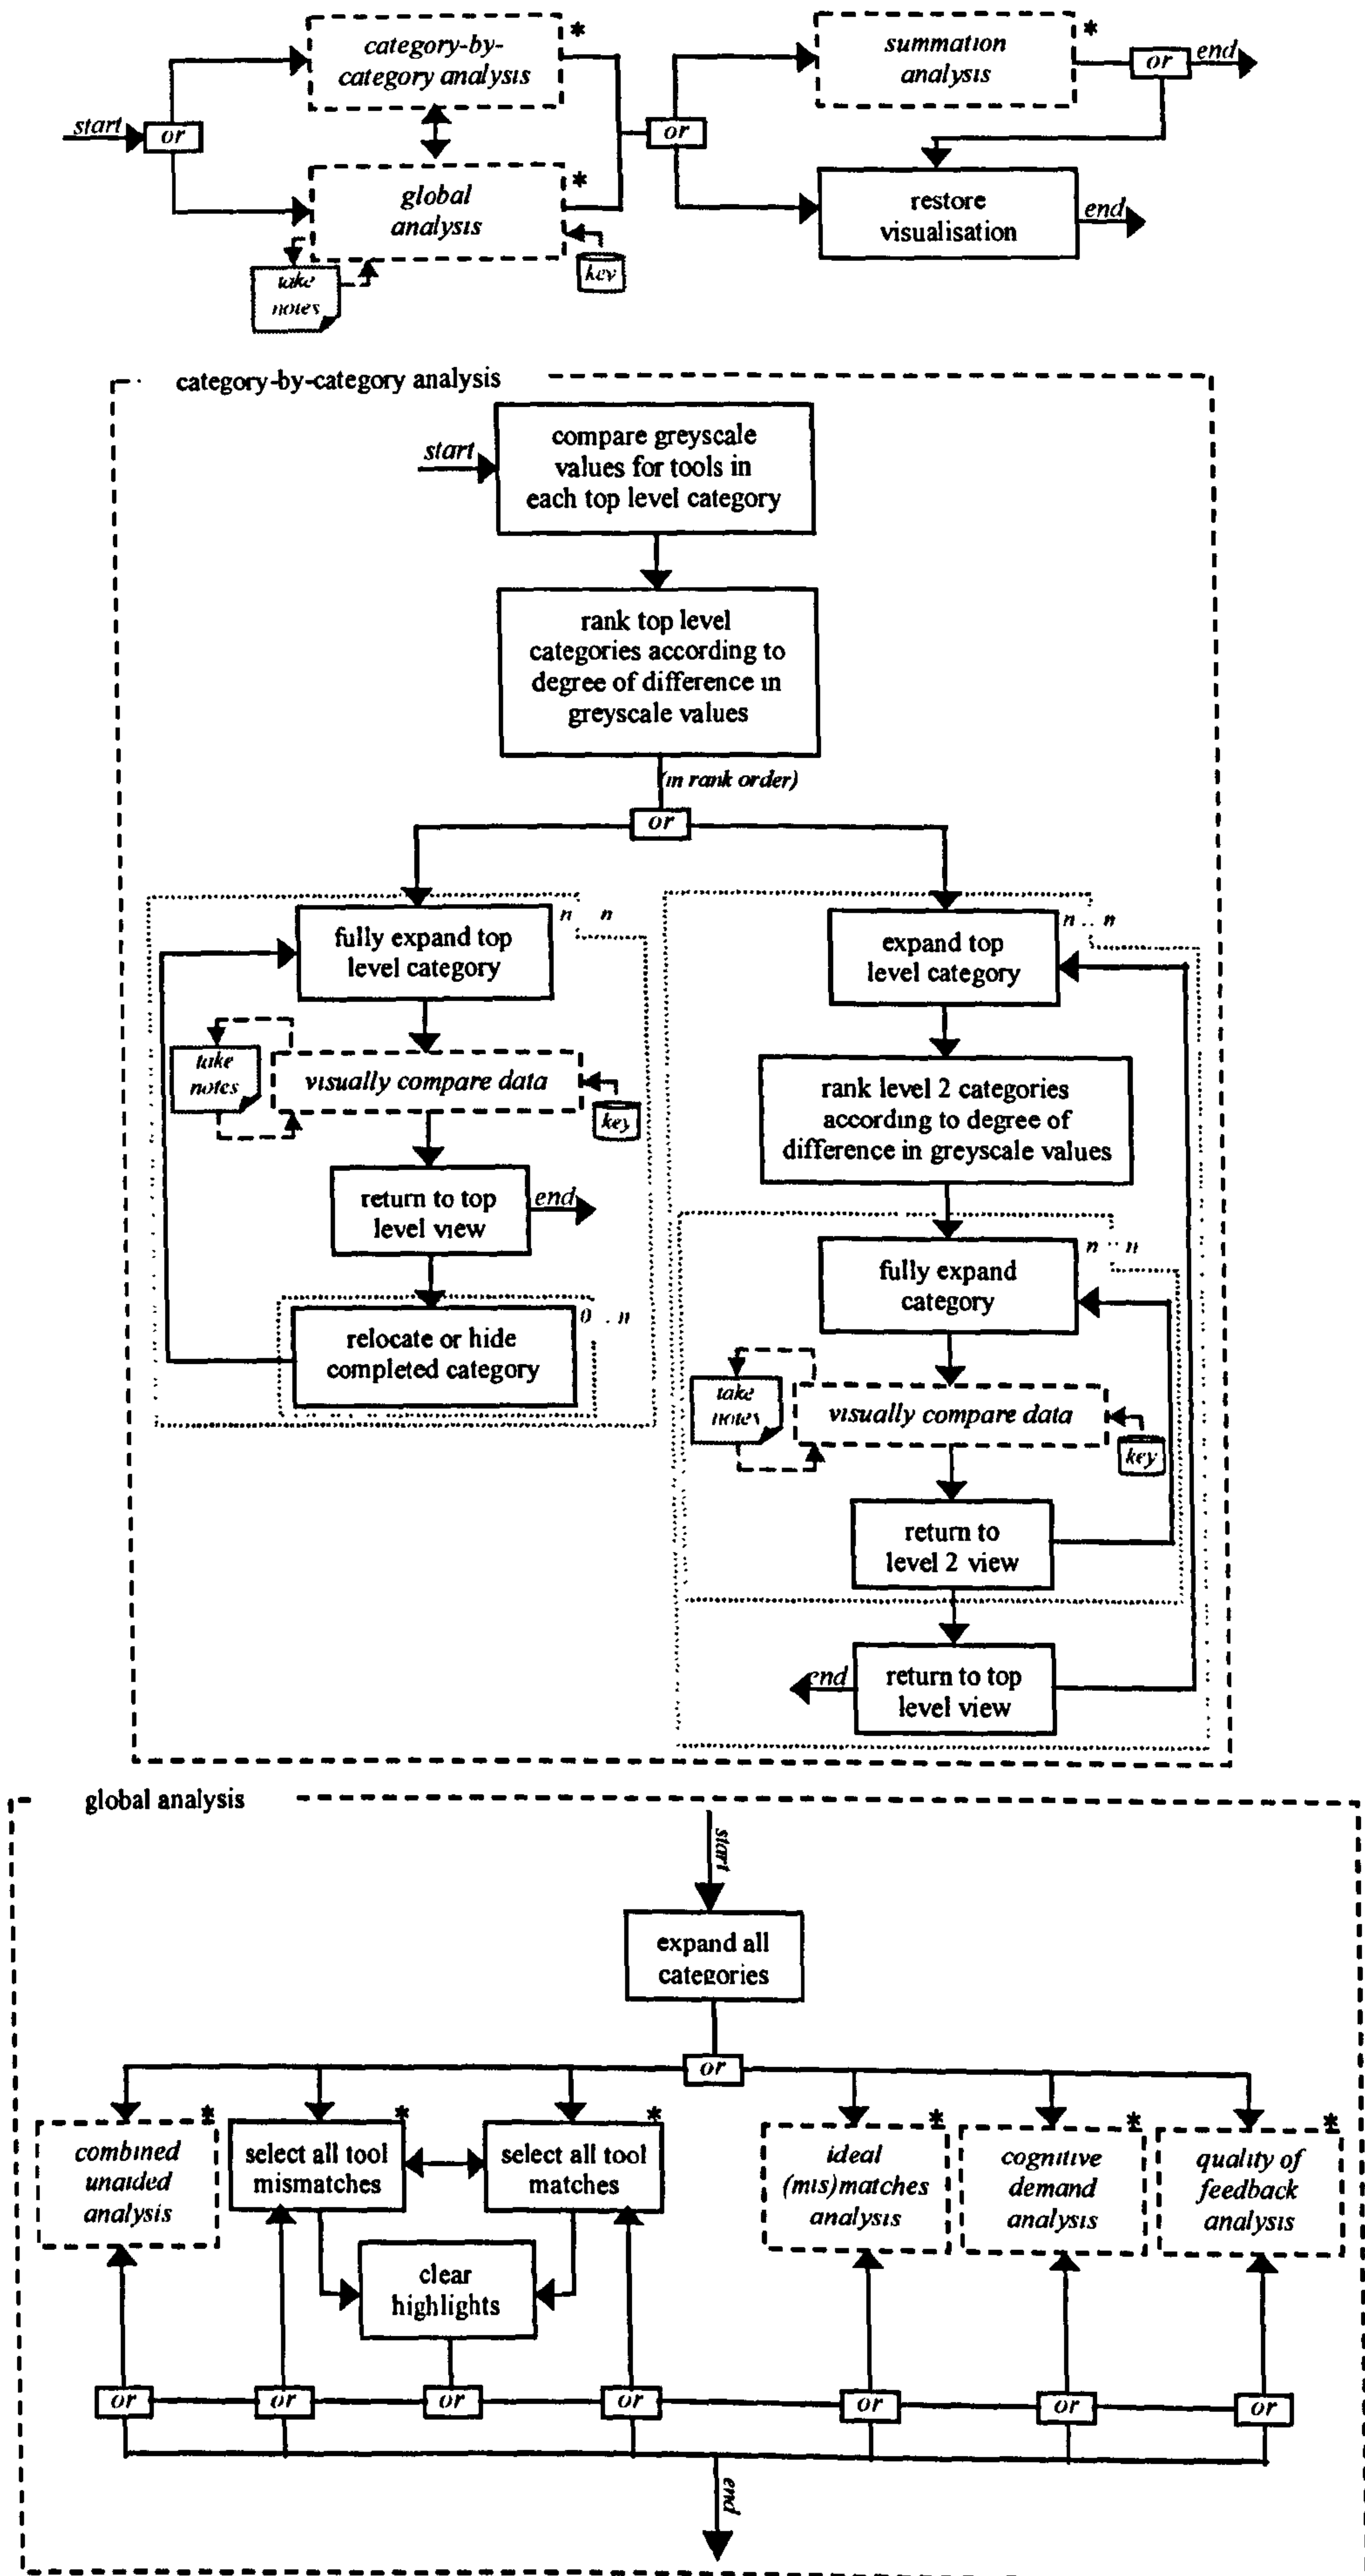 category-by-
category analysis
*
summation
analysis
*
or
end
start
or
or
global
analysis
*
restore
visualisation
end
take
notes
key
category-by-category analysis
start
compare greyscale
values for tools in
each top level category
rank top level
categories according to
degree of difference in
greyscale values
(in rank order)
or
fully expand top
level category
n n
take
notes
visually compare data
key
return to top
level view
end
relocate or hide
completed category
0 . n
expand top
level category
n .. n
rank level 2 categories
according to degree of
difference in greyscale values
fully expand
category
n .. n
take
notes
visually compare data
key
return to
level 2 view
end
return to top
level view
global analysis
start
expand all
categories
or
combined
unaided
analysis
*
select all tool
mismatches
*
select all tool
matches
*
ideal
(mis)matches
analysis
*
cognitive
demand
analysis
*
quality of
feedback
analysis
*
clear
highlights
or
or
or
or
or
or
or
end